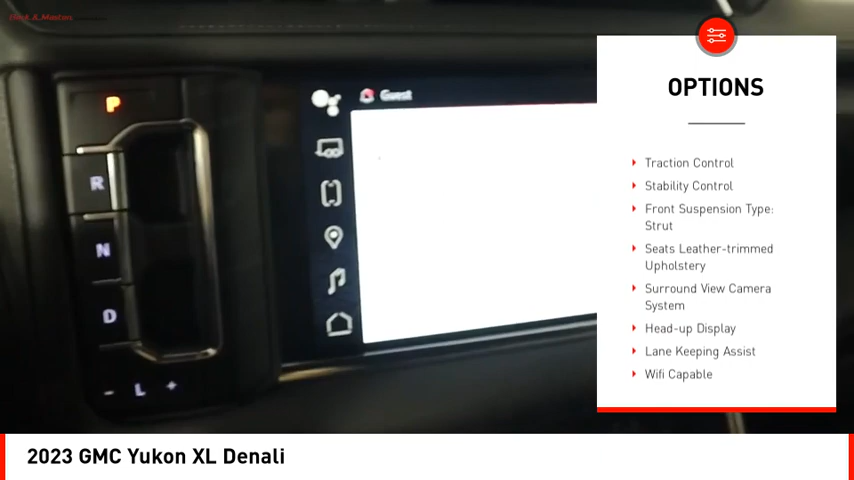 P
Guest
R
N
D
- L +
OPTIONS
Traction Control
Stability Control
Front Suspension Type:
Strut
Seats Leather-trimmed
Upholstery
Surround View Camera
System
Head-up Display
Lane Keeping Assist
Wifi Capable
2023 GMC Yukon XL Denali